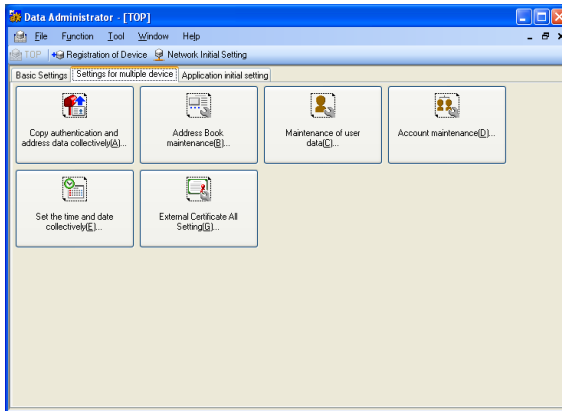 Data Administrator - [TOP]
File Function Tool Window Help
TOP Registration of Device Network Initial Setting
Basic Settings Settings for multiple device Application initial setting
Copy authentication and
address data collectively(A)...
Address Book
maintenance(B)...
Maintenance of user
data(C)...
Account maintenance(D)...
Set the time and date
collectively(E)...
External Certificate All
Setting(G)...